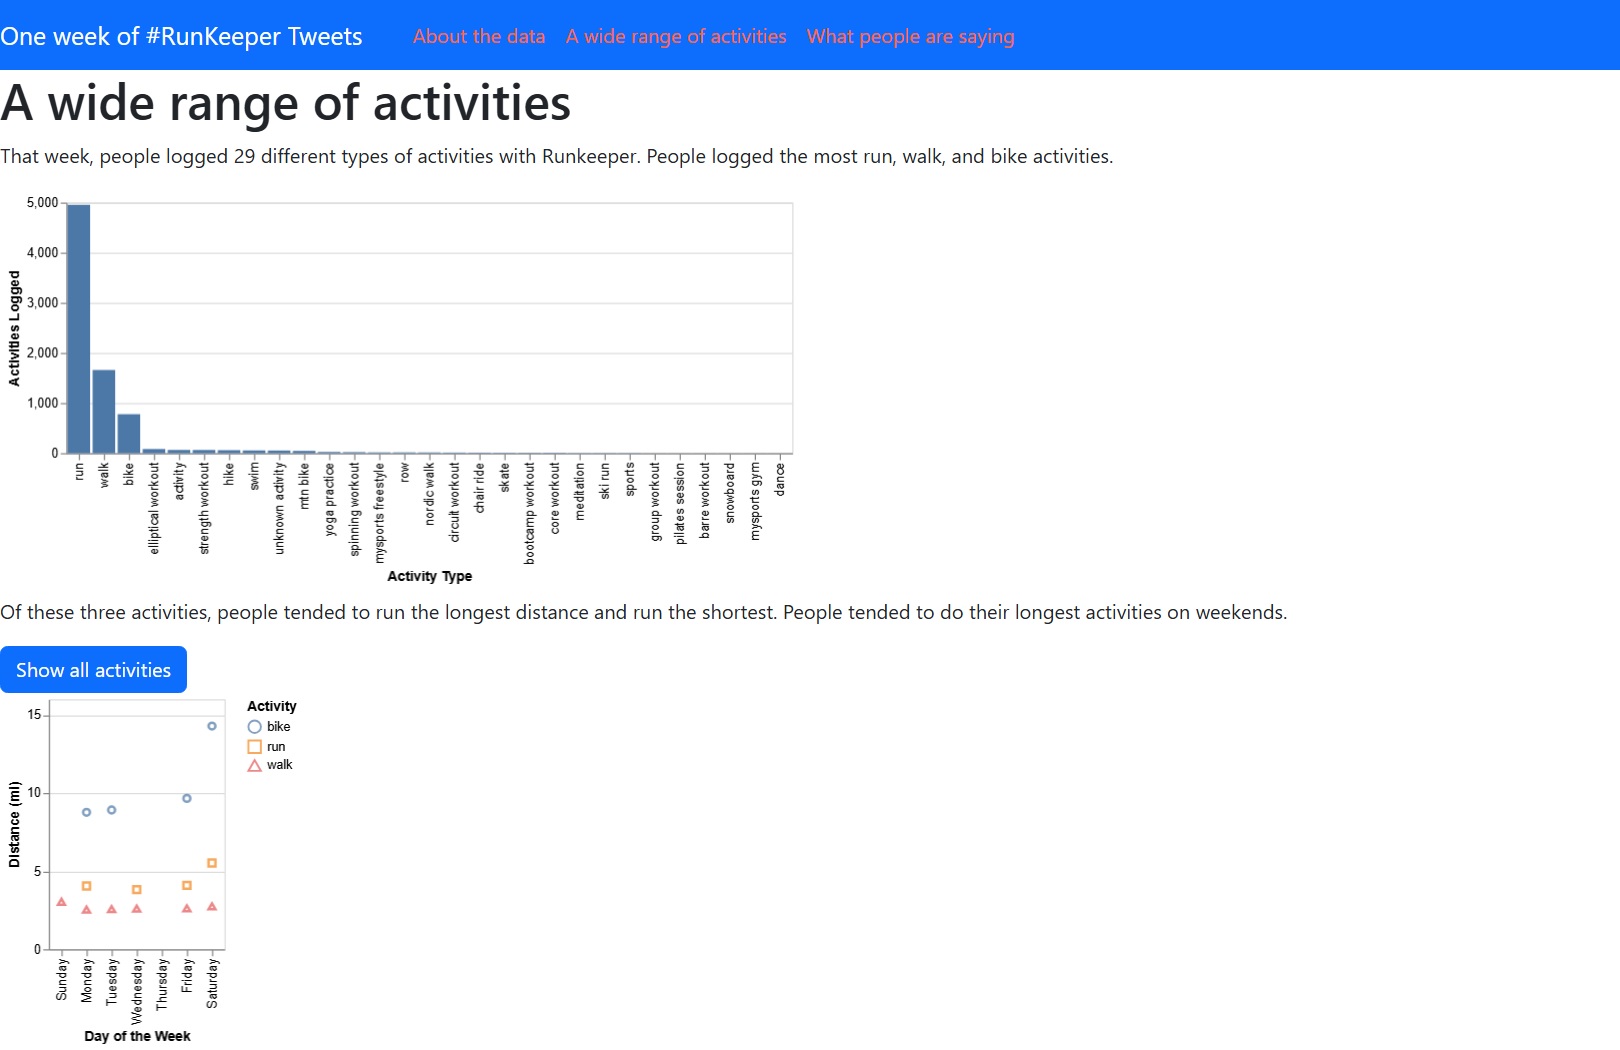 One week of #RunKeeper Tweets About the data A wide range of activities What people are saying
A wide range of activities
That week, people logged 29 different types of activities with Runkeeper. People logged the most run, walk, and bike activities.
5,000
4,000
3,000
2,000
1,000
0
Activities Logged
run
walk
bike
elliptical workout
activity
strength workout
hike
swim
unknown activity
mtn bike
yoga practice
spinning workout
mysports freestyle
row
nordic walk
circuit workout
chair ride
skate
bootcamp workout
core workout
meditation
ski run
sports
group workout
pilates session
barre workout
snowboard
mysports gym
dance
Activity Type
Of these three activities, people tended to run the longest distance and run the shortest. People tended to do their longest activities on weekends.
Show all activities
15
10
5
0
Distance (mi)
Sunday
Monday
Tuesday
Wednesday
Thursday
Friday
Saturday
Day of the Week
Activity
bike
run
walk